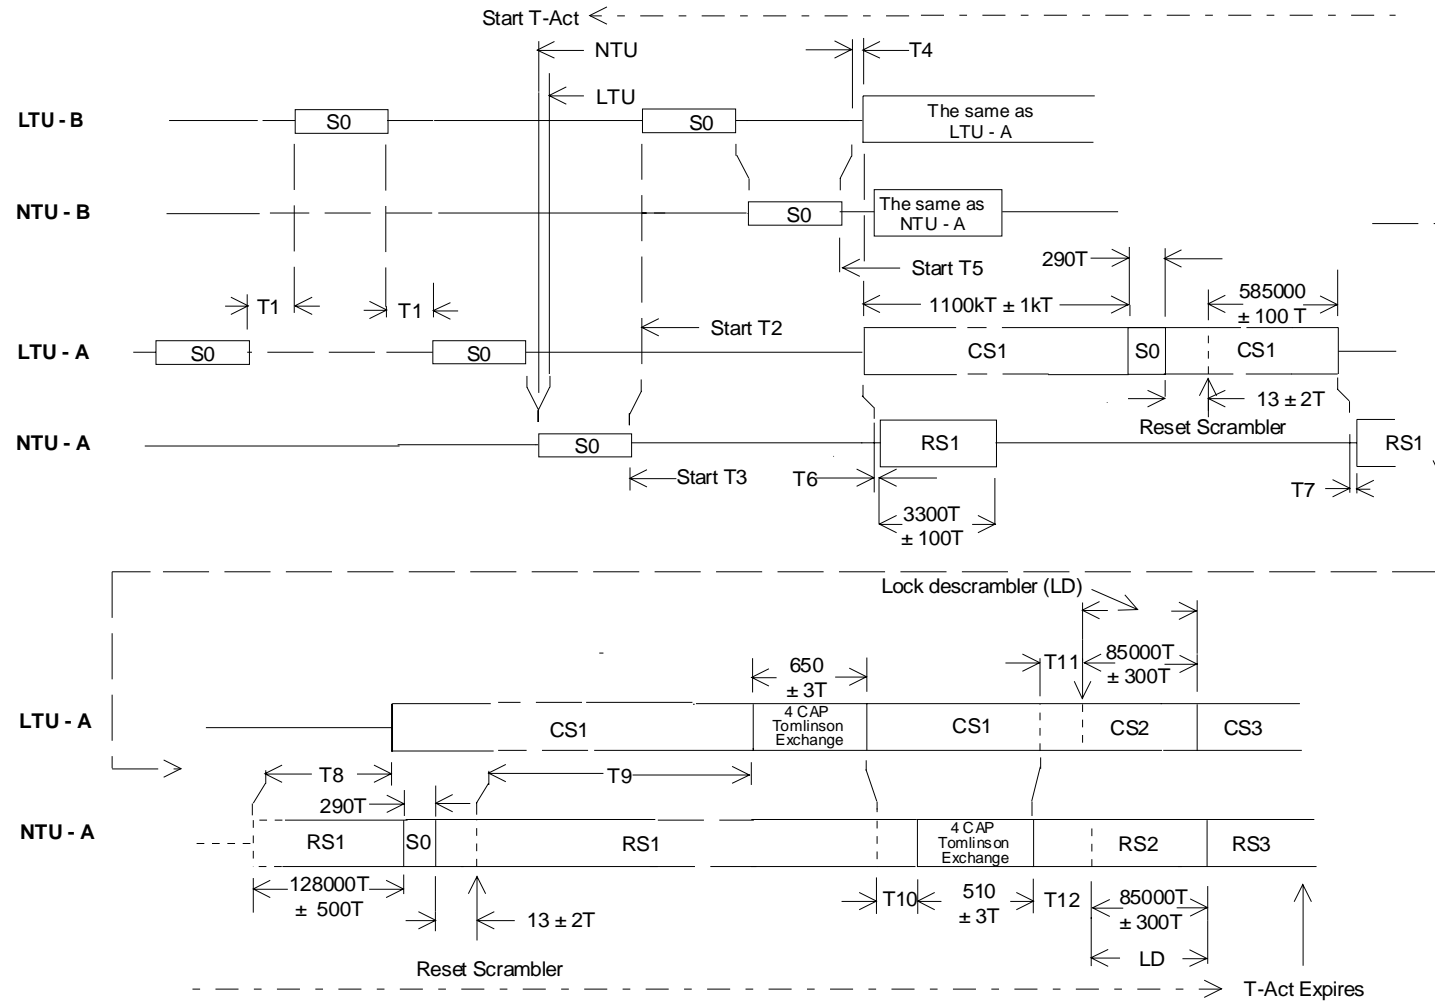 Start T-Act
NTU
T4
LTU
LTU - B
S0
S0
The same as
LTU - A
NTU - B
S0
The same as
NTU - A
Start T5
290T
T1
T1
1100kT ± 1kT
585000
± 100 T
Start T2
LTU - A
S0
S0
CS1
S0
CS1
13 ± 2T
Reset Scrambler
NTU - A
S0
RS1
RS1
Start T3
T6
T7
3300T
± 100T
Lock descrambler (LD)
650
± 3T
T11
85000T
± 300T
LTU - A
CS1
4 CAP
Tomlinson
Exchange
CS1
CS2
CS3
T8
T9
290T
NTU - A
RS1
S0
RS1
4 CAP
Tomlinson
Exchange
RS2
RS3
128000T
± 500T
13 ± 2T
T10
510
± 3T
T12
85000T
± 300T
LD
Reset Scrambler
T-Act Expires